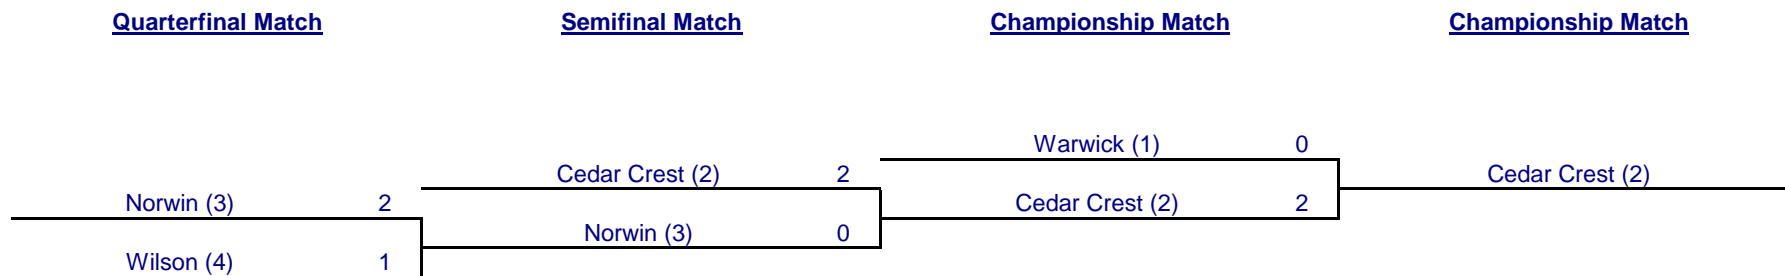 Quarterfinal Match Semifinal Match Championship Match Championship Match
Warwick (1) 0
Cedar Crest (2) 2 Cedar Crest (2)
Norwin (3) 2 Cedar Crest (2) 2
Norwin (3) 0
Wilson (4) 1